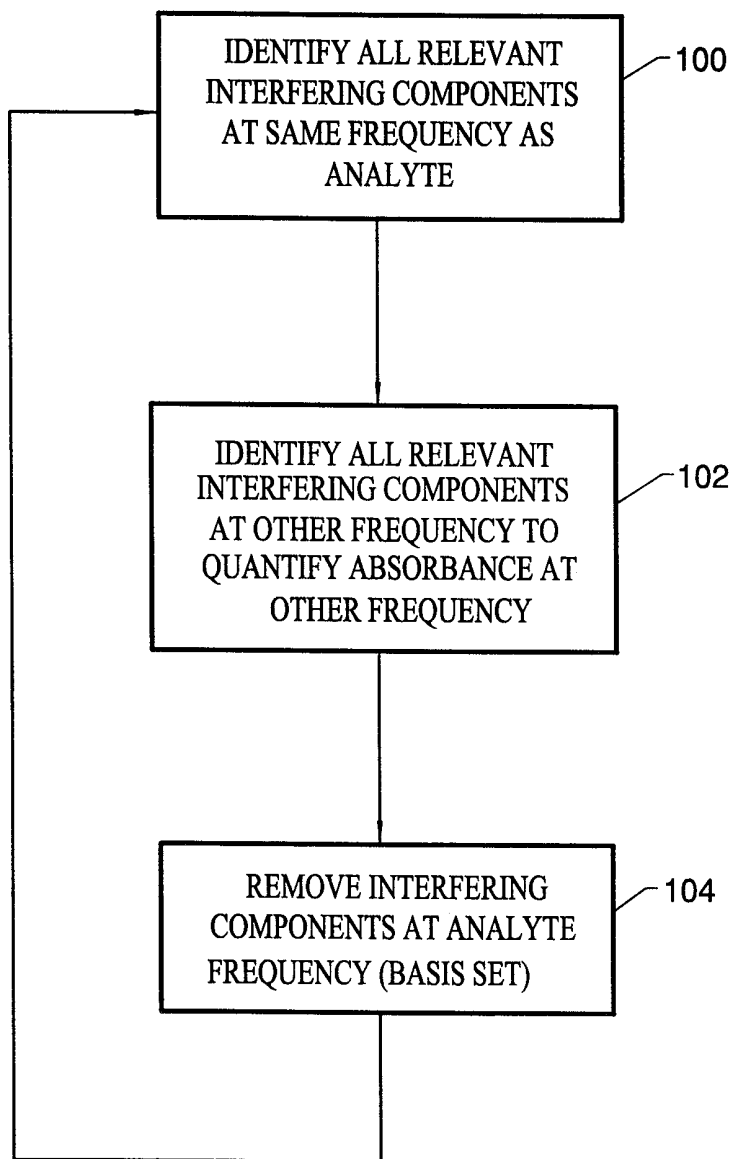 IDENTIFY ALL RELEVANT
INTERFERING COMPONENTS
AT SAME FREQUENCY AS
ANALYTE
100
IDENTIFY ALL RELEVANT
INTERFERING COMPONENTS
AT OTHER FREQUENCY TO
QUANTIFY ABSORBANCE AT
OTHER FREQUENCY
102
REMOVE INTERFERING
COMPONENTS AT ANALYTE
FREQUENCY (BASIS SET)
104